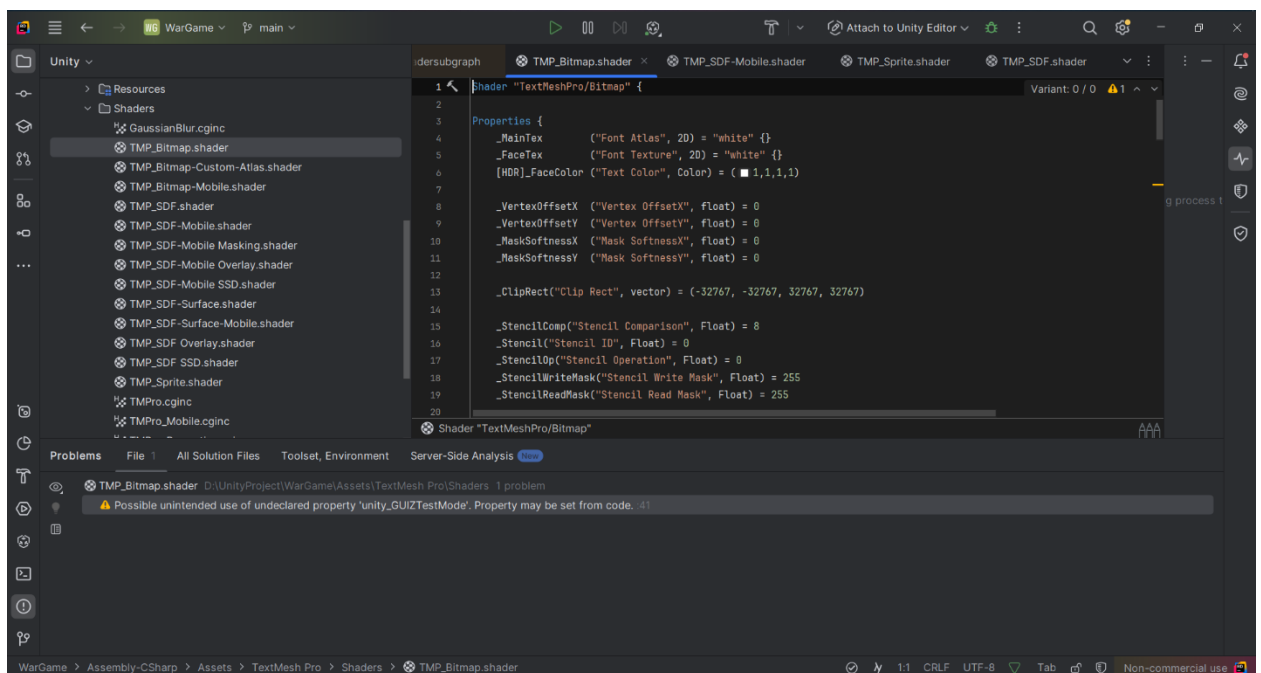 WG WarGame main Attach to Unity Editor
Unity
Resources
Shaders
GaussianBlur.cginc
TMP_Bitmap.shader
TMP_Bitmap-Custom-Atlas.shader
TMP_Bitmap-Mobile.shader
TMP_SDF.shader
TMP_SDF-Mobile.shader
TMP_SDF-Mobile Masking.shader
TMP_SDF-Mobile Overlay.shader
TMP_SDF-Mobile SSD.shader
TMP_SDF-Surface.shader
TMP_SDF-Surface-Mobile.shader
TMP_SDF Overlay.shader
TMP_SDF SSD.shader
TMP_Sprite.shader
TMPro.cginc
TMPro_Mobile.cginc
dersubgraph TMP_Bitmap.shader TMP_SDF-Mobile.shader TMP_Sprite.shader TMP_SDF.shader
Variant: 0 / 0 1
1 Shader "TextMeshPro/Bitmap" {
2
3 Properties {
4 _MainTex ("Font Atlas", 2D) = "white" {}
5 _FaceTex ("Font Texture", 2D) = "white" {}
6 [HDR]_FaceColor ("Text Color", Color) = ( 1,1,1,1)
7
8 _VertexOffsetX ("Vertex OffsetX", float) = 0
9 _VertexOffsetY ("Vertex OffsetY", float) = 0
10 _MaskSoftnessX ("Mask SoftnessX", float) = 0
11 _MaskSoftnessY ("Mask SoftnessY", float) = 0
12
13 _ClipRect("Clip Rect", vector) = (-32767, -32767, 32767, 32767)
14
15 _StencilComp("Stencil Comparison", Float) = 8
16 _Stencil("Stencil ID", Float) = 0
17 _StencilOp("Stencil Operation", Float) = 0
18 _StencilWriteMask("Stencil Write Mask", Float) = 255
19 _StencilReadMask("Stencil Read Mask", Float) = 255
20
Shader "TextMeshPro/Bitmap"
g process t
Problems File 1 All Solution Files Toolset, Environment Server-Side Analysis New
TMP_Bitmap.shader D:\UnityProject\WarGame\Assets\TextMesh Pro\Shaders 1 problem
Possible unintended use of undeclared property 'unity_GUIZTestMode'. Property may be set from code. 41
WarGame > Assembly-CSharp > Assets > TextMesh Pro > Shaders > TMP_Bitmap.shader 1:1 CRLF UTF-8 Tab Non-commercial use